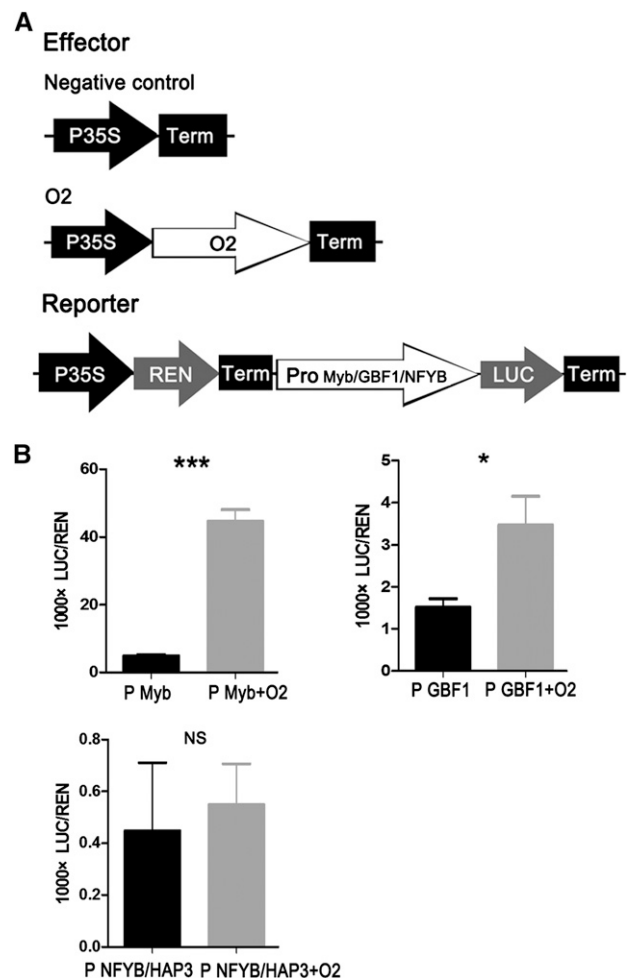 A
Effector
Negative control
P35S Term
O2
P35S O2 Term
Reporter
P35S REN Term Pro Myb/GBF1/NFYB LUC Term
B
***
1000× LUC/REN
60
40
20
0
P Myb P Myb+O2
*
1000× LUC/REN
5
4
3
2
1
0
P GBF1 P GBF1+O2
NS
1000× LUC/REN
0.8
0.6
0.4
0.2
0.0
P NFYB/HAP3 P NFYB/HAP3+O2